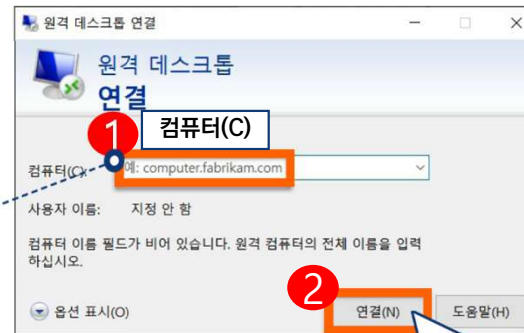 원격 데스크톱 연결
원격 데스크톱
연결
1
컴퓨터(C)
컴퓨터(C):
예: computer.fabrikam.com
사용자 이름: 지정 안 함
컴퓨터 이름 필드가 비어 있습니다. 원격 컴퓨터의 전체 이름을 입력
하십시오.
2
옵션 표시(O)
연결(N)
도움말(H)